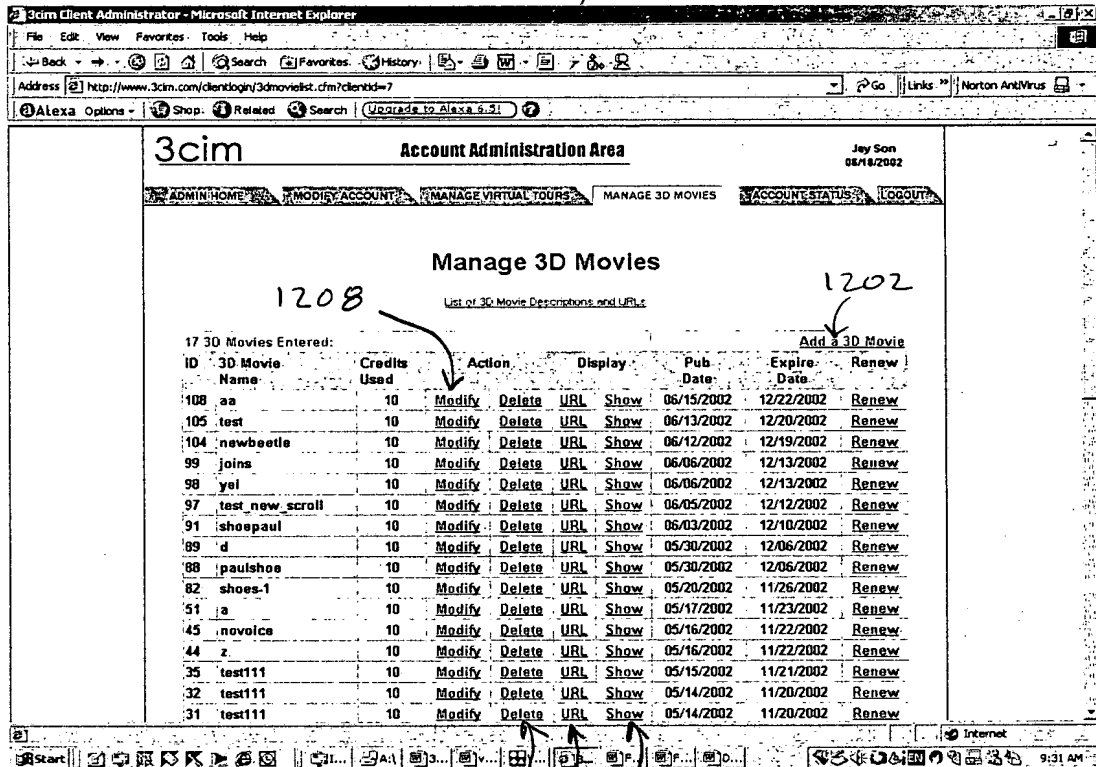 3cim Client Administrator - Microsoft Internet Explorer
File Edit View Favorites Tools Help
Back Search Favorites History
Address http://www.3cim.com/clientlogin/3dmovielist.cfm?clientid=7 Go Links » Norton AntiVirus
Alexa Options Shop: Related Search Upgrade to Alexa 6.5!
3cim Account Administration Area Jay Son
08/18/2002
ADMIN HOME MODIFY ACCOUNT MANAGE VIRTUAL TOURS MANAGE 3D MOVIES ACCOUNT STATUS LOGOUT
Manage 3D Movies
1208 1202
List of 3D Movie Descriptions and URLs
17 3D Movies Entered: Add a 3D Movie
ID 3D Movie Name Credits Used Action Display Pub Date Expire Date Renew
108 aa 10 Modify Delete URL Show 06/15/2002 12/22/2002 Renew
105 test 10 Modify Delete URL Show 06/13/2002 12/20/2002 Renew
104 newbeetle 10 Modify Delete URL Show 06/12/2002 12/19/2002 Renew
99 joins 10 Modify Delete URL Show 06/06/2002 12/13/2002 Renew
98 yei 10 Modify Delete URL Show 06/06/2002 12/13/2002 Renew
97 test_new_scroll 10 Modify Delete URL Show 06/05/2002 12/12/2002 Renew
91 shoepaul 10 Modify Delete URL Show 06/03/2002 12/10/2002 Renew
89 d 10 Modify Delete URL Show 05/30/2002 12/06/2002 Renew
88 paulshoe 10 Modify Delete URL Show 05/30/2002 12/06/2002 Renew
82 shoes-1 10 Modify Delete URL Show 05/20/2002 11/26/2002 Renew
51 a 10 Modify Delete URL Show 05/17/2002 11/23/2002 Renew
45 novoice 10 Modify Delete URL Show 05/16/2002 11/22/2002 Renew
44 z 10 Modify Delete URL Show 05/16/2002 11/22/2002 Renew
35 test111 10 Modify Delete URL Show 05/15/2002 11/21/2002 Renew
32 test111 10 Modify Delete URL Show 05/14/2002 11/20/2002 Renew
31 test111 10 Modify Delete URL Show 05/14/2002 11/20/2002 Renew
Internet
Start 9:31 AM